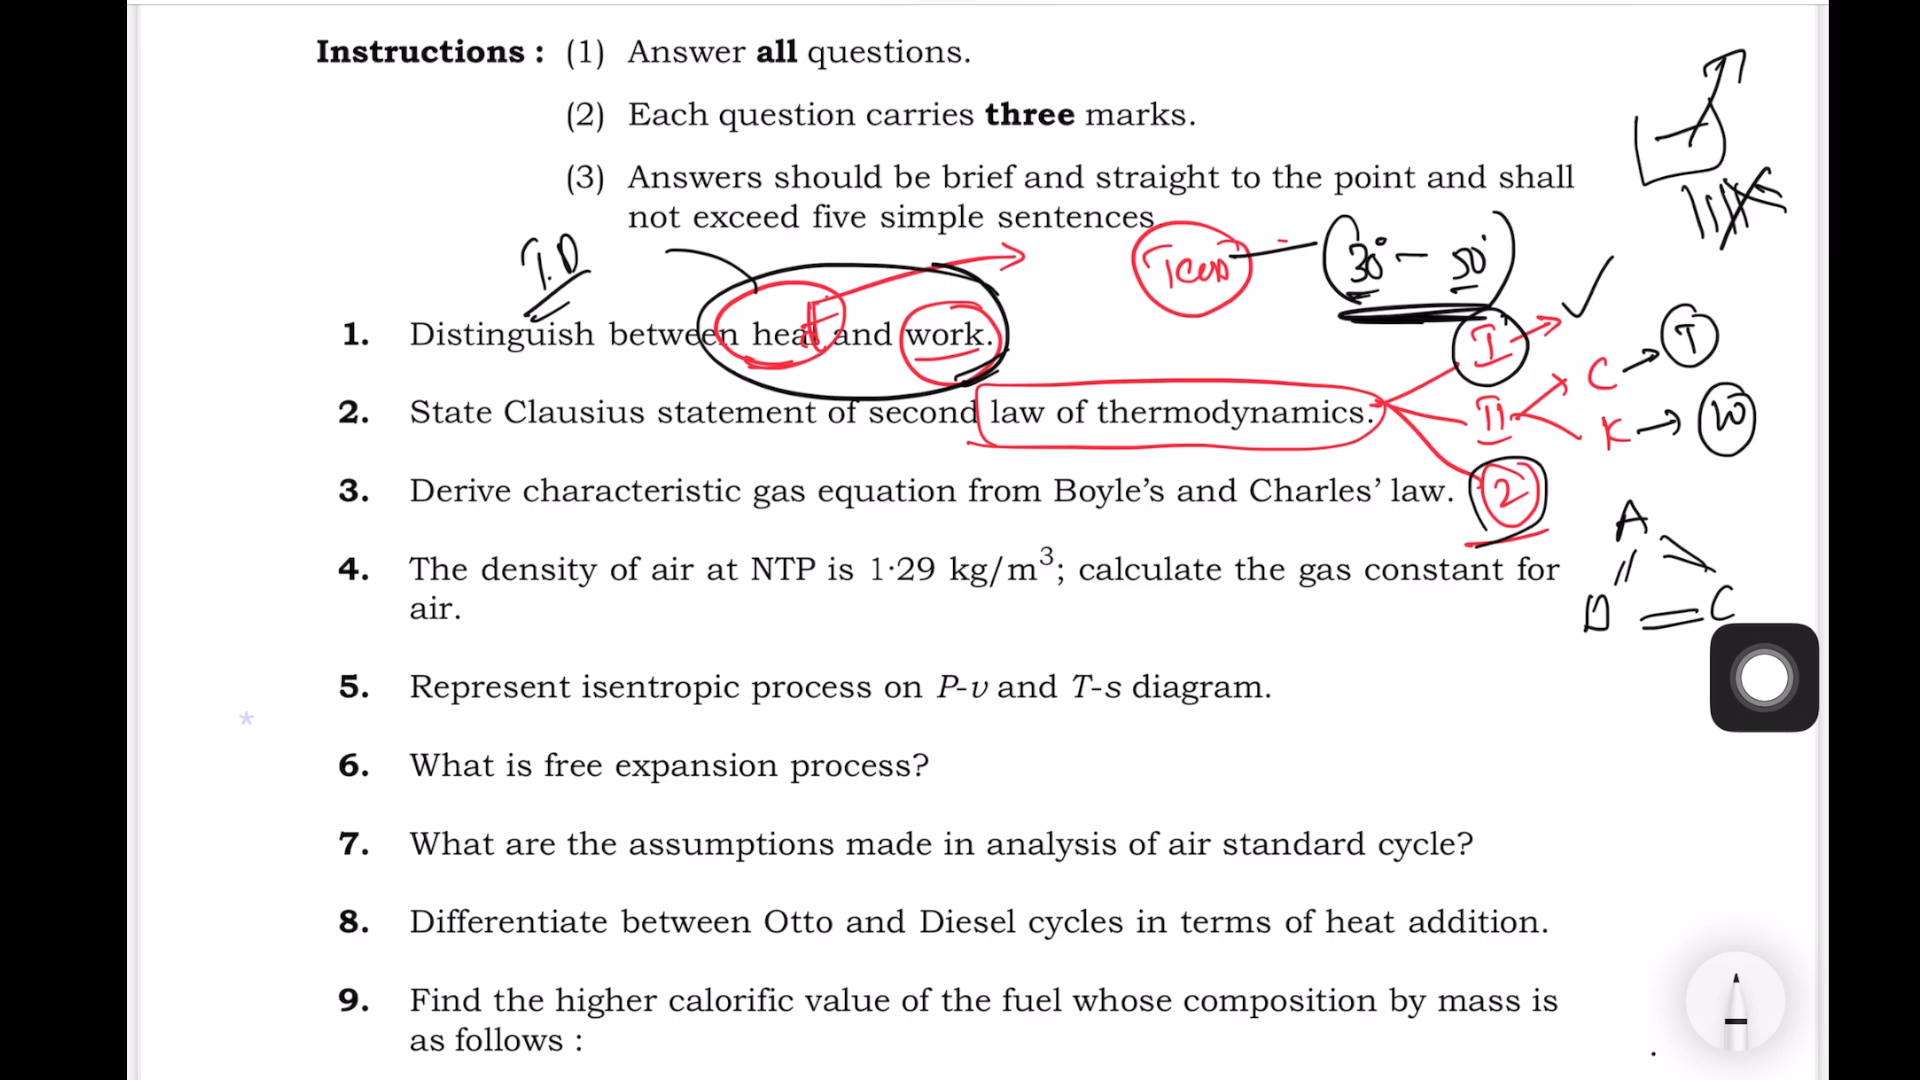 Instructions : (1) Answer all questions.
(2) Each question carries three marks.
(3) Answers should be brief and straight to the point and shall
not exceed five simple sentences.
T.D
30° - 50°
1. Distinguish between heat and work.
I
C → T
2. State Clausius statement of second law of thermodynamics.
II
K → W
3. Derive characteristic gas equation from Boyle's and Charles' law.
2
A
4. The density of air at NTP is 1·29 kg/m³; calculate the gas constant for
air.
B = C
5. Represent isentropic process on P-v and T-s diagram.
*
6. What is free expansion process?
7. What are the assumptions made in analysis of air standard cycle?
8. Differentiate between Otto and Diesel cycles in terms of heat addition.
9. Find the higher calorific value of the fuel whose composition by mass is
as follows :